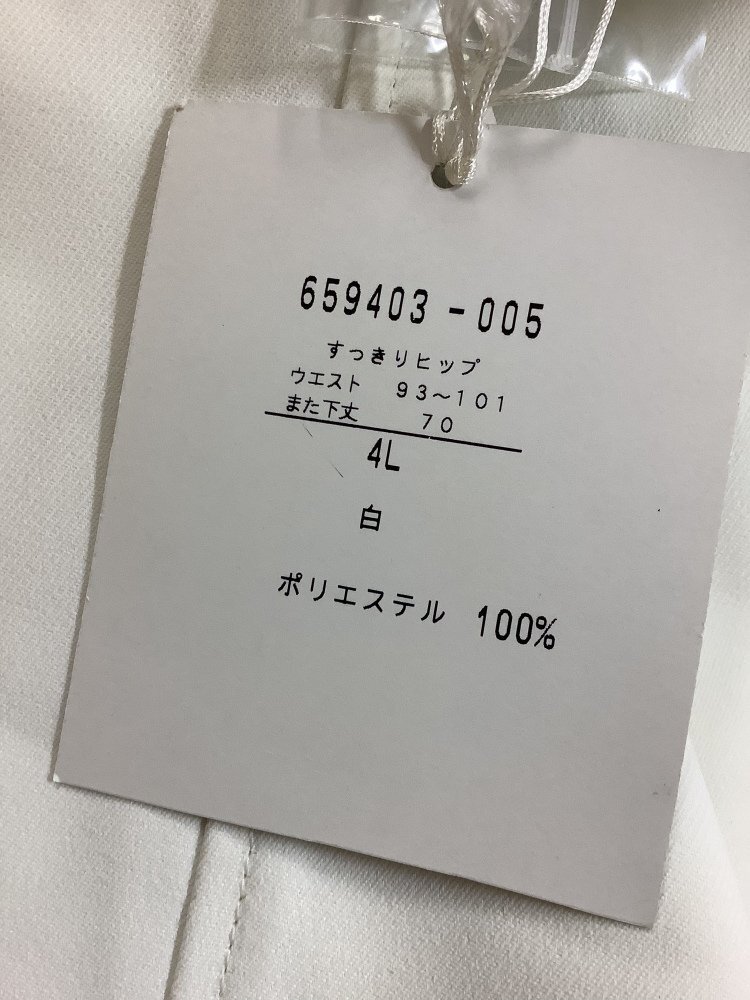 659403-005
すっきりヒップ
ウエスト 93〜101
また下丈 70
4L
白
ポリエステル 100%